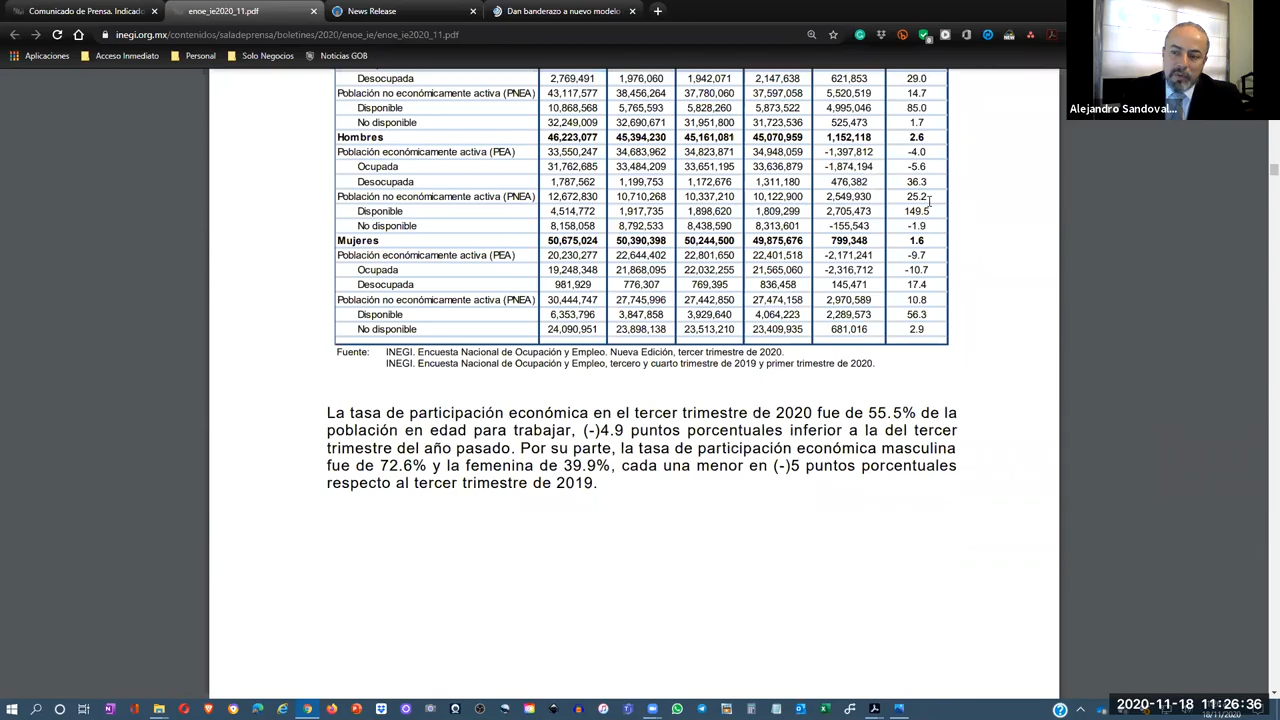 Comunicado de Prensa. Indicado
enoe_ie2020_11.pdf
News Release
Dan banderazo a nuevo modelo
inegi.org.mx/contenidos/saladeprensa/boletines/2020/enoe_ie/enoe_ie2020_11.pdf
Aplicaciones Acceso Inmediato Personal Solo Negocios Noticias GOB
Alejandro Sandoval...
Desocupada 2,769,491 1,976,060 1,942,071 2,147,638 621,853 29.0
Población no económicamente activa (PNEA) 43,117,577 38,456,264 37,780,060 37,597,058 5,520,519 14.7
Disponible 10,868,568 5,765,593 5,828,260 5,873,522 4,995,046 85.0
No disponible 32,249,009 32,690,671 31,951,800 31,723,536 525,473 1.7
Hombres 46,223,077 45,394,230 45,161,081 45,070,959 1,152,118 2.6
Población económicamente activa (PEA) 33,550,247 34,683,962 34,823,871 34,948,059 -1,397,812 -4.0
Ocupada 31,762,685 33,484,209 33,651,195 33,636,879 -1,874,194 -5.6
Desocupada 1,787,562 1,199,753 1,172,676 1,311,180 476,382 36.3
Población no económicamente activa (PNEA) 12,672,830 10,710,268 10,337,210 10,122,900 2,549,930 25.2
Disponible 4,514,772 1,917,735 1,898,620 1,809,299 2,705,473 149.5
No disponible 8,158,058 8,792,533 8,438,590 8,313,601 -155,543 -1.9
Mujeres 50,675,024 50,390,398 50,244,500 49,875,676 799,348 1.6
Población económicamente activa (PEA) 20,230,277 22,644,402 22,801,650 22,401,518 -2,171,241 -9.7
Ocupada 19,248,348 21,868,095 22,032,255 21,565,060 -2,316,712 -10.7
Desocupada 981,929 776,307 769,395 836,458 145,471 17.4
Población no económicamente activa (PNEA) 30,444,747 27,745,996 27,442,850 27,474,158 2,970,589 10.8
Disponible 6,353,796 3,847,858 3,929,640 4,064,223 2,289,573 56.3
No disponible 24,090,951 23,898,138 23,513,210 23,409,935 681,016 2.9
Fuente: INEGI. Encuesta Nacional de Ocupación y Empleo. Nueva Edición, tercer trimestre de 2020.
INEGI. Encuesta Nacional de Ocupación y Empleo, tercero y cuarto trimestre de 2019 y primer trimestre de 2020.
La tasa de participación económica en el tercer trimestre de 2020 fue de 55.5% de la
población en edad para trabajar, (-)4.9 puntos porcentuales inferior a la del tercer
trimestre del año pasado. Por su parte, la tasa de participación económica masculina
fue de 72.6% y la femenina de 39.9%, cada una menor en (-)5 puntos porcentuales
respecto al tercer trimestre de 2019.
2020-11-18 11:26:36
18/11/2020